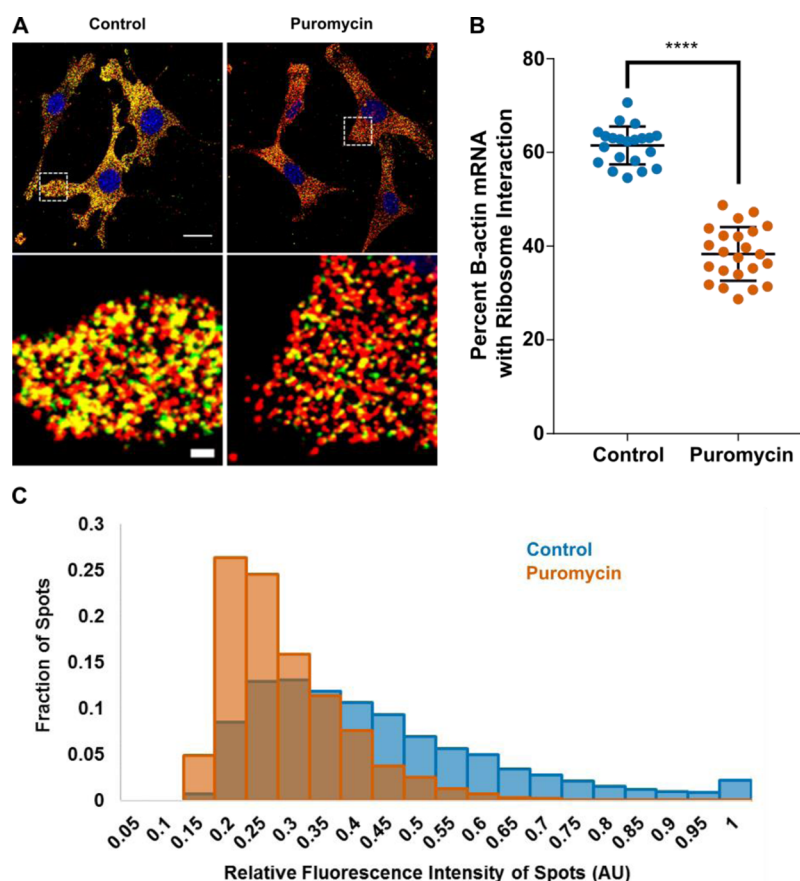 A
Control
Puromycin
B
Percent B-actin mRNA
with Ribosome Interaction
80
60
40
20
0
****
Control
Puromycin
C
Fraction of Spots
0.3
0.25
0.2
0.15
0.1
0.05
0
Control
Puromycin
0.05 0.1 0.15 0.2 0.25 0.3 0.35 0.4 0.45 0.5 0.55 0.6 0.65 0.7 0.75 0.8 0.85 0.9 0.95 1
Relative Fluorescence Intensity of Spots (AU)